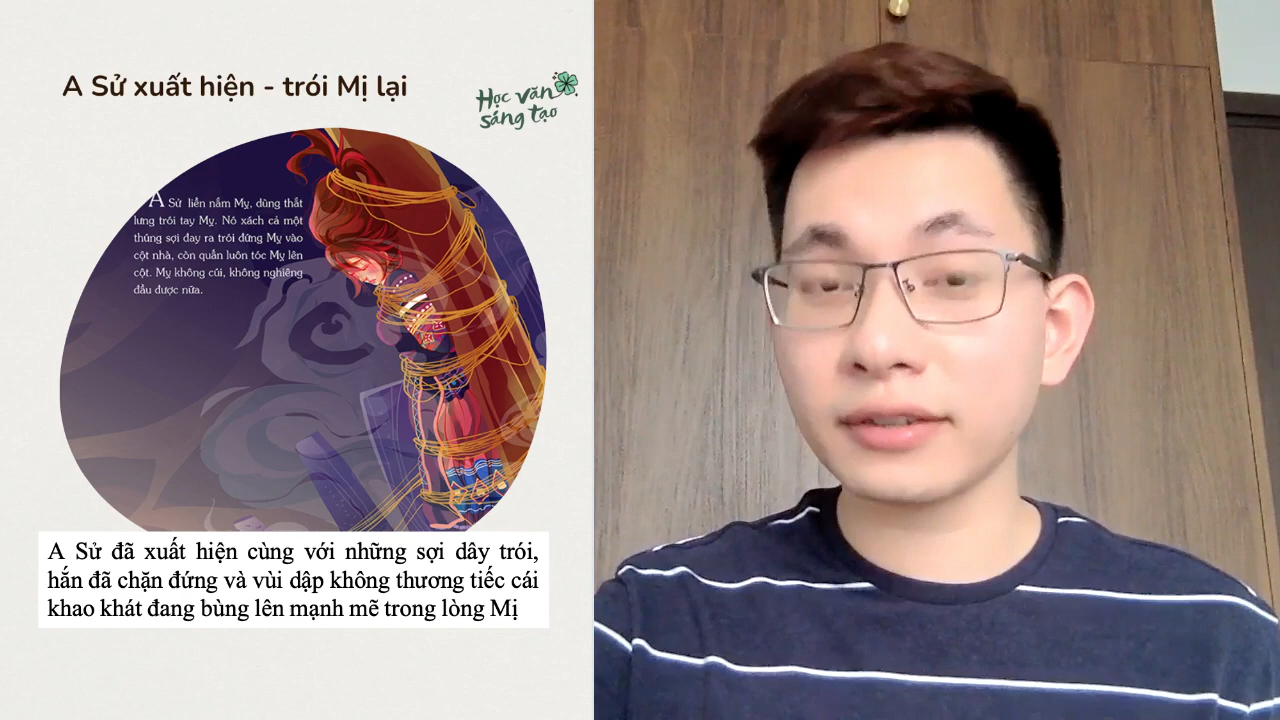 A Sử xuất hiện - trói Mị lại
Học văn
sáng tạo
A Sử liền nắm Mỵ, dùng thắt
lưng trói tay Mỵ. Nó xách cả một
thúng sợi đay ra trói đứng Mỵ vào
cột nhà, còn quấn luôn tóc Mỵ lên
cột. Mỵ không cúi, không nghiêng
đầu được nữa.
A Sử đã xuất hiện cùng với những sợi dây trói,
hắn đã chặn đứng và vùi dập không thương tiếc cái
khao khát đang bùng lên mạnh mẽ trong lòng Mị